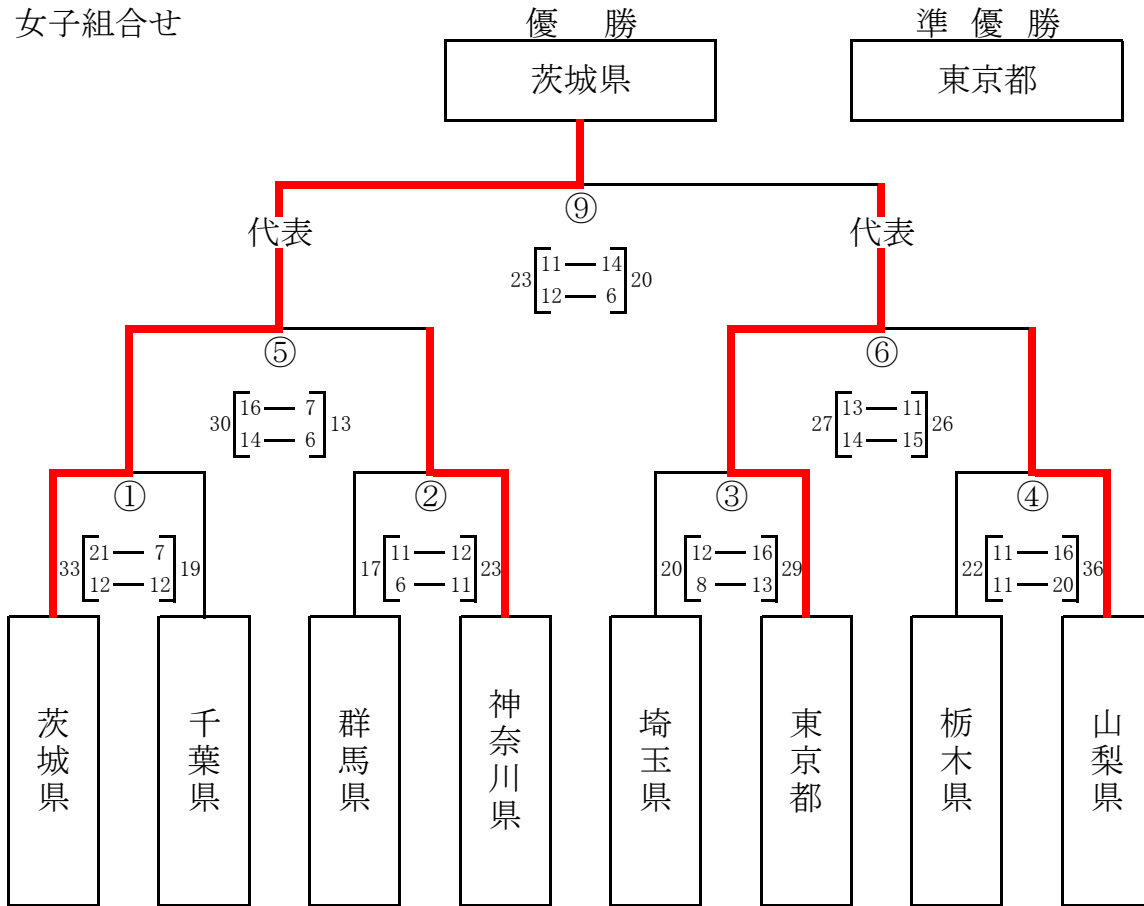 女子組合せ
優　勝
準 優 勝
茨城県
東京都
⑨
代表
代表
11 14
23 20
12 6
⑤
⑥
16 7
30 13
14 6
13 11
27 26
14 15
①
②
③
④
21 7
33 19
12 12
11 12
17 23
6 11
12 16
20 29
8 13
11 16
22 36
11 20
茨城県
千葉県
群馬県
神奈川県
埼玉県
東京都
栃木県
山梨県